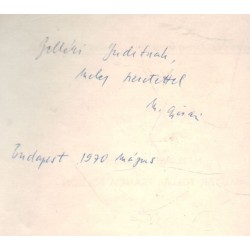 Juditnak,
meleg szeretettel
M.
Budapest 1970 május